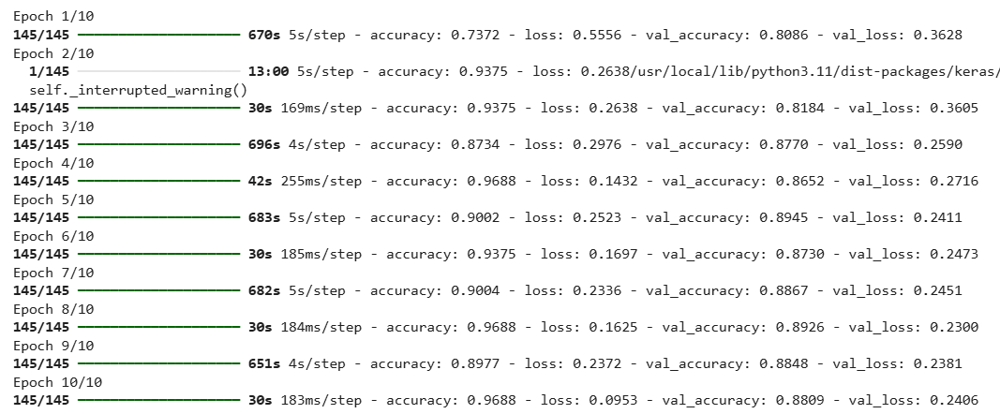 Epoch 1/10
145/145 ━━━━━━━━━━━━━━━━━━━━ 670s 5s/step - accuracy: 0.7372 - loss: 0.5556 - val_accuracy: 0.8086 - val_loss: 0.3628
Epoch 2/10
1/145 ━━━━━━━━━━━━━━━━━━━━ 13:00 5s/step - accuracy: 0.9375 - loss: 0.2638/usr/local/lib/python3.11/dist-packages/keras/
self._interrupted_warning()
145/145 ━━━━━━━━━━━━━━━━━━━━ 30s 169ms/step - accuracy: 0.9375 - loss: 0.2638 - val_accuracy: 0.8184 - val_loss: 0.3605
Epoch 3/10
145/145 ━━━━━━━━━━━━━━━━━━━━ 696s 4s/step - accuracy: 0.8734 - loss: 0.2976 - val_accuracy: 0.8770 - val_loss: 0.2590
Epoch 4/10
145/145 ━━━━━━━━━━━━━━━━━━━━ 42s 255ms/step - accuracy: 0.9688 - loss: 0.1432 - val_accuracy: 0.8652 - val_loss: 0.2716
Epoch 5/10
145/145 ━━━━━━━━━━━━━━━━━━━━ 683s 5s/step - accuracy: 0.9002 - loss: 0.2523 - val_accuracy: 0.8945 - val_loss: 0.2411
Epoch 6/10
145/145 ━━━━━━━━━━━━━━━━━━━━ 30s 185ms/step - accuracy: 0.9375 - loss: 0.1697 - val_accuracy: 0.8730 - val_loss: 0.2473
Epoch 7/10
145/145 ━━━━━━━━━━━━━━━━━━━━ 682s 5s/step - accuracy: 0.9004 - loss: 0.2336 - val_accuracy: 0.8867 - val_loss: 0.2451
Epoch 8/10
145/145 ━━━━━━━━━━━━━━━━━━━━ 30s 184ms/step - accuracy: 0.9688 - loss: 0.1625 - val_accuracy: 0.8926 - val_loss: 0.2300
Epoch 9/10
145/145 ━━━━━━━━━━━━━━━━━━━━ 651s 4s/step - accuracy: 0.8977 - loss: 0.2372 - val_accuracy: 0.8848 - val_loss: 0.2381
Epoch 10/10
145/145 ━━━━━━━━━━━━━━━━━━━━ 30s 183ms/step - accuracy: 0.9688 - loss: 0.0953 - val_accuracy: 0.8809 - val_loss: 0.2406